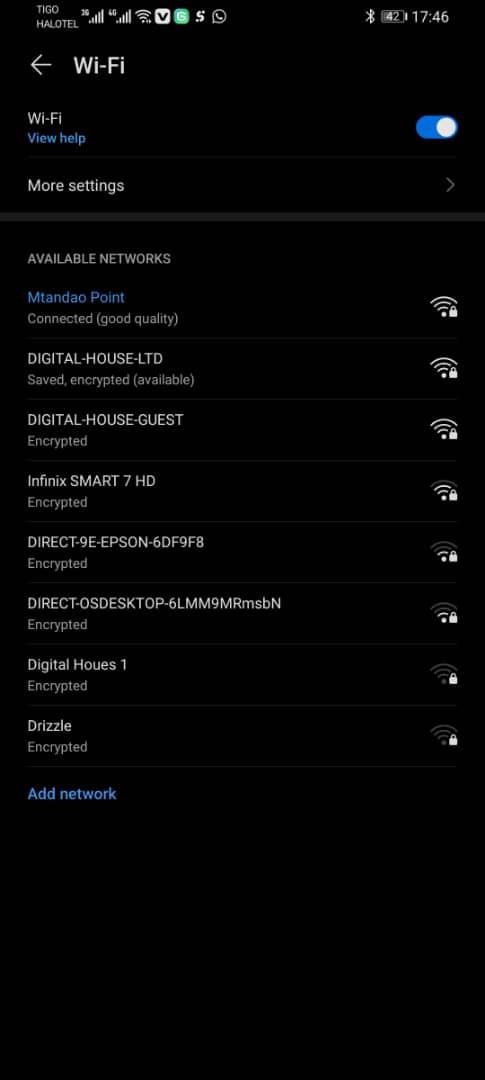 TIGO
HALOTEL
3G
4G
42
17:46
Wi-Fi
Wi-Fi
View help
More settings
AVAILABLE NETWORKS
Mtandao Point
Connected (good quality)
DIGITAL-HOUSE-LTD
Saved, encrypted (available)
DIGITAL-HOUSE-GUEST
Encrypted
Infinix SMART 7 HD
Encrypted
DIRECT-9E-EPSON-6DF9F8
Encrypted
DIRECT-OSDESKTOP-6LMM9MRmsbN
Encrypted
Digital Houes 1
Encrypted
Drizzle
Encrypted
Add network